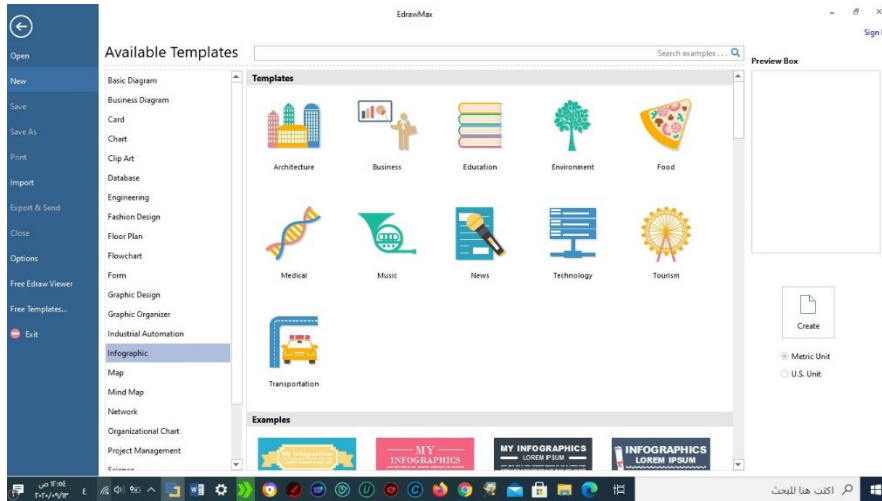 EdrawMax
Sign I
Open
New
Save
Save As
Print
Import
Export & Send
Close
Options
Free Edraw Viewer
Free Templates...
Exit
Available Templates
Search examples . . .
Basic Diagram
Business Diagram
Card
Chart
Clip Art
Database
Engineering
Fashion Design
Floor Plan
Flowchart
Form
Graphic Design
Graphic Organizer
Industrial Automation
Infographic
Map
Mind Map
Network
Organizational Chart
Project Management
Science
Templates
Architecture
Business
Education
Environment
Food
Medical
Music
News
Technology
Tourism
Transportation
Examples
My Infographics
MY
INFOGRAPHICS
MY INFOGRAPHICS
LOREM IPSUM
INFOGRAPHICS
LOREM IPSUM
Preview Box
Create
Metric Unit
U.S. Unit
اكتب هنا للبحث
ع